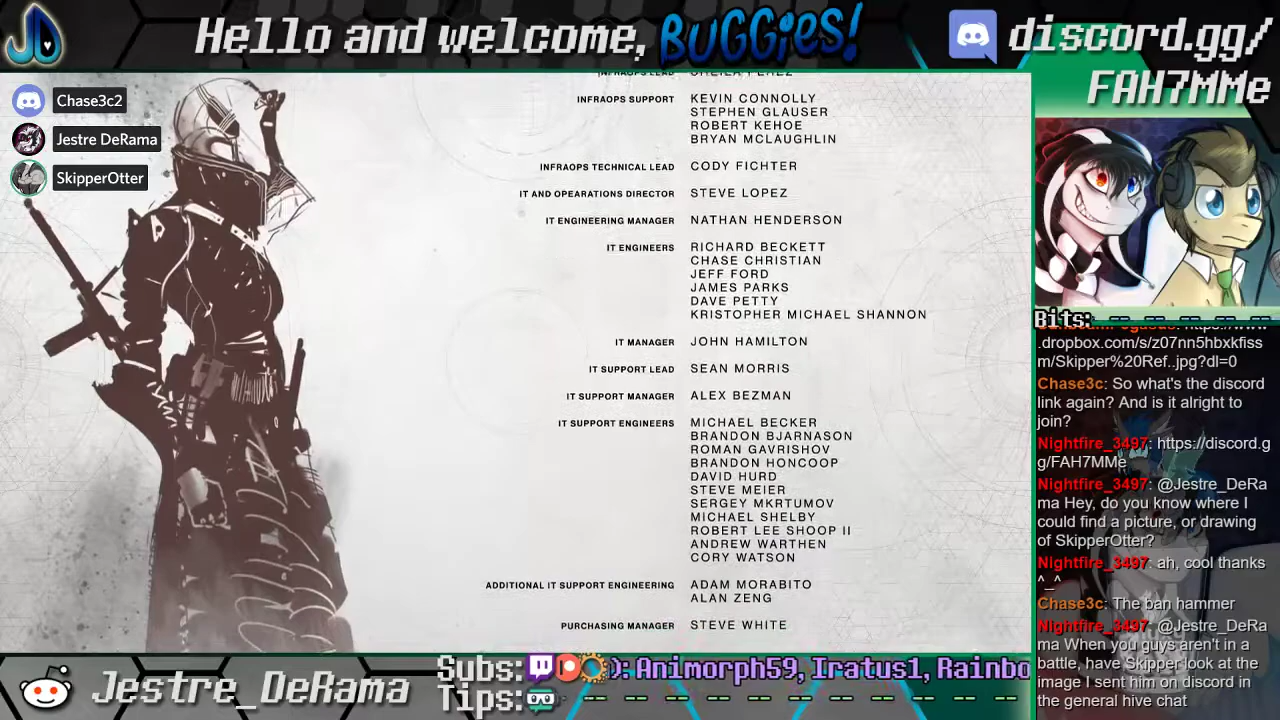 Hello and welcome, BUGGiES!
discord.gg/
FAH7MMe
Chase3c2
Jestre DeRama
SkipperOtter
INFRAOPS LEAD SHEILA PEREZ
INFRAOPS SUPPORT KEVIN CONNOLLY
STEPHEN GLAUSER
ROBERT KEHOE
BRYAN MCLAUGHLIN
INFRAOPS TECHNICAL LEAD CODY FICHTER
IT AND OPEARATIONS DIRECTOR STEVE LOPEZ
IT ENGINEERING MANAGER NATHAN HENDERSON
IT ENGINEERS RICHARD BECKETT
CHASE CHRISTIAN
JEFF FORD
JAMES PARKS
DAVE PETTY
KRISTOPHER MICHAEL SHANNON
IT MANAGER JOHN HAMILTON
IT SUPPORT LEAD SEAN MORRIS
IT SUPPORT MANAGER ALEX BEZMAN
IT SUPPORT ENGINEERS MICHAEL BECKER
BRANDON BJARNASON
ROMAN GAVRISHOV
BRANDON HONCOOP
DAVID HURD
STEVE MEIER
SERGEY MKRTUMOV
MICHAEL SHELBY
ROBERT LEE SHOOP II
ANDREW WARTHEN
CORY WATSON
ADDITIONAL IT SUPPORT ENGINEERING ADAM MORABITO
ALAN ZENG
PURCHASING MANAGER STEVE WHITE
Bits: -- -- -- -- --
https://www
.dropbox.com/s/z07nn5hbxkfiss
m/Skipper%20Ref..jpg?dl=0
Chase3c: So what's the discord
link again? And is it alright to
join?
Nightfire_3497: https://discord.g
g/FAH7MMe
Nightfire_3497: @Jestre_DeRa
ma Hey, do you know where I
could find a picture, or drawing
of SkipperOtter?
Nightfire_3497: ah, cool thanks
^_^
Chase3c: The ban hammer
Nightfire_3497: @Jestre_DeRa
ma When you guys aren't in a
battle, have Skipper look at the
image I sent him on discord in
the general hive chat
Jestre_DeRama
Subs: ): Animorph59, Iratus1, Rainbo
Tips: -- -- -- -- -- -- -- -- -- --